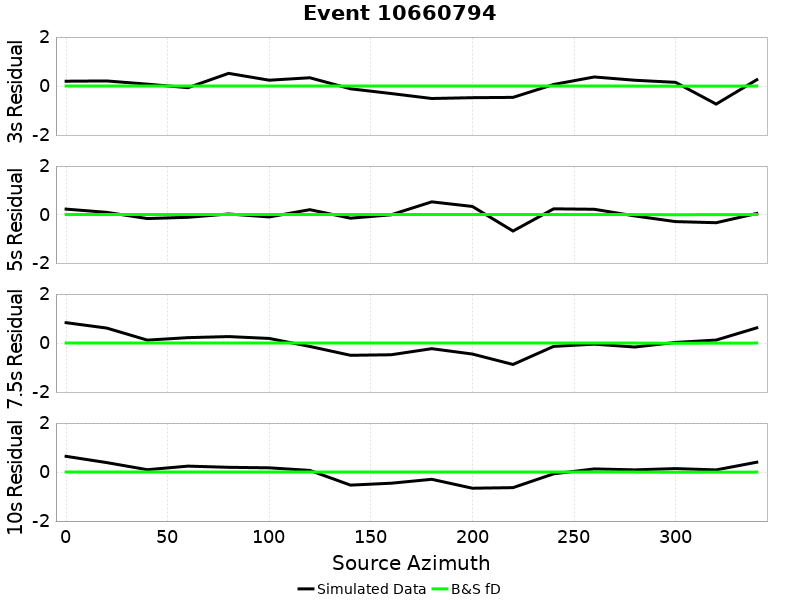 Event 10660794
3s Residual
2
0
-2
5s Residual
2
0
-2
7.5s Residual
2
0
-2
10s Residual
2
0
-2
0 50 100 150 200 250 300
Source Azimuth
Simulated Data B&S fD